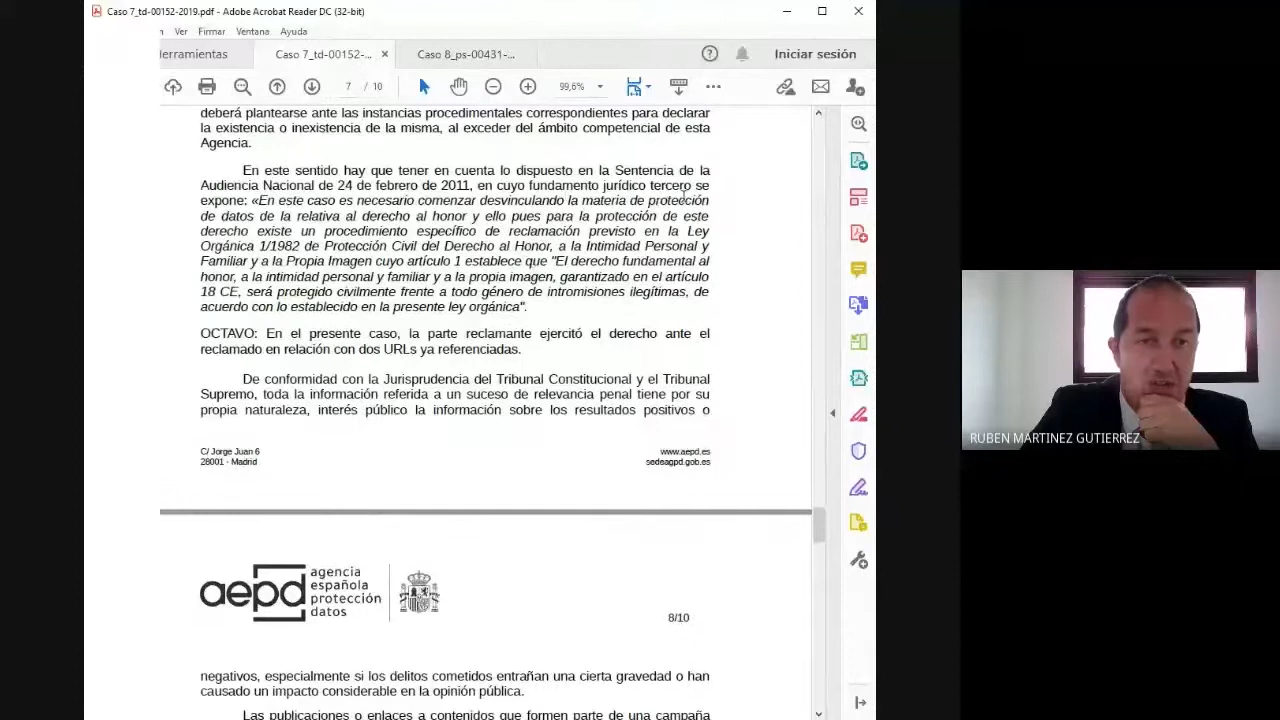 Caso 7_td-00152-2019.pdf - Adobe Acrobat Reader DC (32-bit)
Ver Firmar Ventana Ayuda
Herramientas Caso 7_td-00152-... × Caso 8_ps-00431-... Iniciar sesión
7 / 10 99,6%
deberá plantearse ante las instancias procedimentales correspondientes para declarar
la existencia o inexistencia de la misma, al exceder del ámbito competencial de esta
Agencia.
En este sentido hay que tener en cuenta lo dispuesto en la Sentencia de la
Audiencia Nacional de 24 de febrero de 2011, en cuyo fundamento jurídico tercero se
expone: «En este caso es necesario comenzar desvinculando la materia de protección
de datos de la relativa al derecho al honor y ello pues para la protección de este
derecho existe un procedimiento específico de reclamación previsto en la Ley
Orgánica 1/1982 de Protección Civil del Derecho al Honor, a la Intimidad Personal y
Familiar y a la Propia Imagen cuyo artículo 1 establece que "El derecho fundamental al
honor, a la intimidad personal y familiar y a la propia imagen, garantizado en el artículo
18 CE, será protegido civilmente frente a todo género de intromisiones ilegítimas, de
acuerdo con lo establecido en la presente ley orgánica".
OCTAVO: En el presente caso, la parte reclamante ejercitó el derecho ante el
reclamado en relación con dos URLs ya referenciadas.
De conformidad con la Jurisprudencia del Tribunal Constitucional y el Tribunal
Supremo, toda la información referida a un suceso de relevancia penal tiene por su
propia naturaleza, interés público la información sobre los resultados positivos o
C/ Jorge Juan 6 www.aepd.es
28001 - Madrid sedeagpd.gob.es
aepd agencia
española
protección
datos
8/10
negativos, especialmente si los delitos cometidos entrañan una cierta gravedad o han
causado un impacto considerable en la opinión pública.
Las publicaciones o enlaces a contenidos que formen parte de una campaña
RUBEN MARTINEZ GUTIERREZ